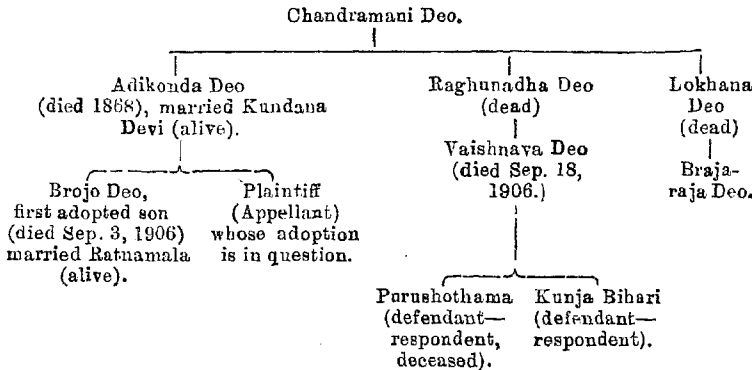 Chandramani Deo.
Adikonda Deo
(died 1868), married Kundana
Devi (alive).
Raghunadha Deo
(dead)
Vaishnava Deo
(died Sep. 18,
1906.)
Lokhana
Deo
(dead)
Braja-
raja Deo.
Brojo Deo,
first adopted son
(died Sep. 3, 1906)
married Ratnamala
(alive).
Plaintiff
(Appellant)
whose adoption
is in question.
Purushothama
(defendant—
respondent,
deceased).
Kunja Bihari
(defendant—
respondent).